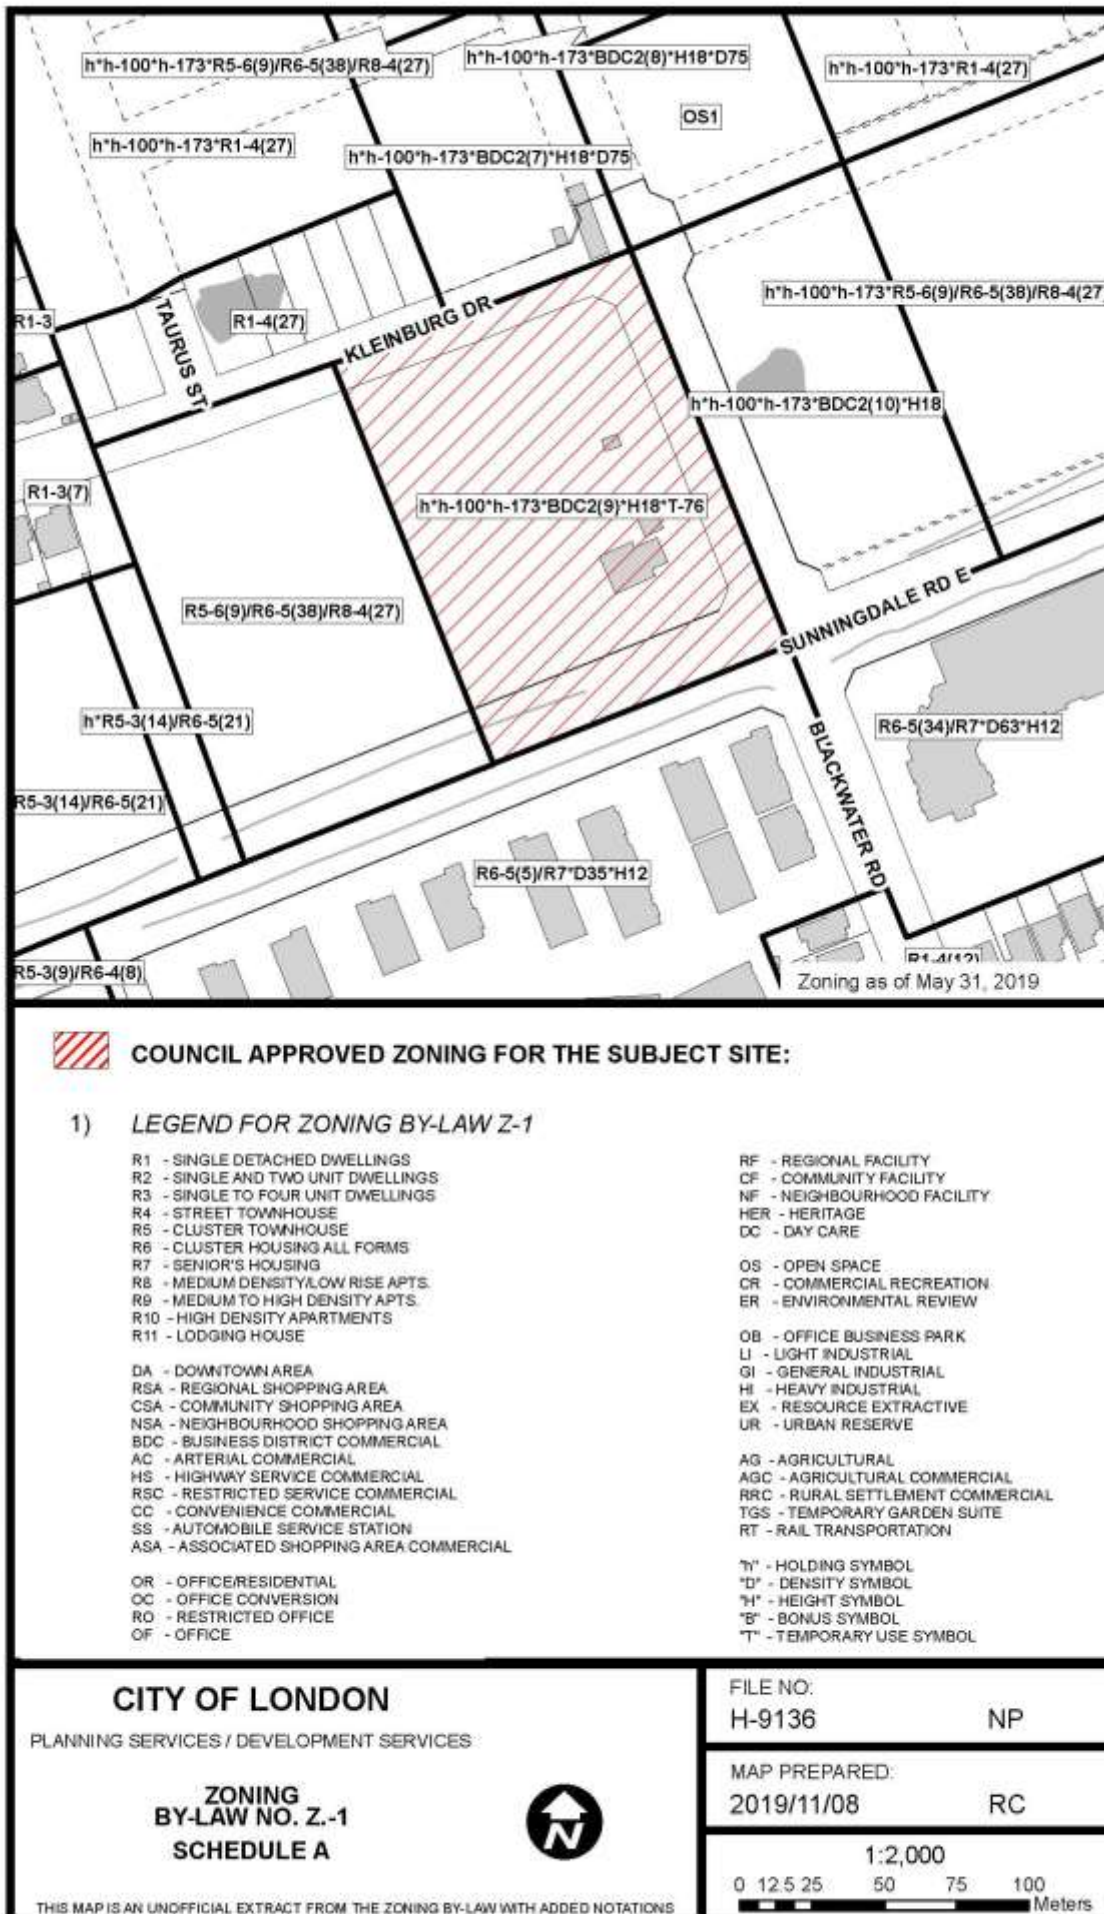 h*h-100*h-173*R5-6(9)/R6-5(38)/R8-4(27)
h*h-100*h-173*BDC2(8)*H18*D75
h*h-100*h-173*R1-4(27)
OS1
h*h-100*h-173*R1-4(27)
h*h-100*h-173*BDC2(7)*H18*D75
h*h-100*h-173*R5-6(9)/R6-5(38)/R8-4(27)
R1-3
TAURUS ST
R1-4(27)
KLEINBURG DR
h*h-100*h-173*BDC2(10)*H18
R1-3(7)
h*h-100*h-173*BDC2(9)*H18*T-76
R5-6(9)/R6-5(38)/R8-4(27)
SUNNINGDALE RD E
h*R5-3(14)/R6-5(21)
R6-5(34)/R7*D63*H12
BLACKWATER RD
R5-3(14)/R6-5(21)
R6-5(5)/R7*D35*H12
R5-3(9)/R6-4(8)
R1-4(12)
Zoning as of May 31, 2019
COUNCIL APPROVED ZONING FOR THE SUBJECT SITE:
1) LEGEND FOR ZONING BY-LAW Z-1
R1 - SINGLE DETACHED DWELLINGS
R2 - SINGLE AND TWO UNIT DWELLINGS
R3 - SINGLE TO FOUR UNIT DWELLINGS
R4 - STREET TOWNHOUSE
R5 - CLUSTER TOWNHOUSE
R6 - CLUSTER HOUSING ALL FORMS
R7 - SENIOR'S HOUSING
R8 - MEDIUM DENSITY/LOW RISE APTS.
R9 - MEDIUM TO HIGH DENSITY APTS.
R10 - HIGH DENSITY APARTMENTS
R11 - LODGING HOUSE
DA - DOWNTOWN AREA
RSA - REGIONAL SHOPPING AREA
CSA - COMMUNITY SHOPPING AREA
NSA - NEIGHBOURHOOD SHOPPING AREA
BDC - BUSINESS DISTRICT COMMERCIAL
AC - ARTERIAL COMMERCIAL
HS - HIGHWAY SERVICE COMMERCIAL
RSC - RESTRICTED SERVICE COMMERCIAL
CC - CONVENIENCE COMMERCIAL
SS - AUTOMOBILE SERVICE STATION
ASA - ASSOCIATED SHOPPING AREA COMMERCIAL
OR - OFFICE/RESIDENTIAL
OC - OFFICE CONVERSION
RO - RESTRICTED OFFICE
OF - OFFICE
RF - REGIONAL FACILITY
CF - COMMUNITY FACILITY
NF - NEIGHBOURHOOD FACILITY
HER - HERITAGE
DC - DAY CARE
OS - OPEN SPACE
CR - COMMERCIAL RECREATION
ER - ENVIRONMENTAL REVIEW
OB - OFFICE BUSINESS PARK
LI - LIGHT INDUSTRIAL
GI - GENERAL INDUSTRIAL
HI - HEAVY INDUSTRIAL
EX - RESOURCE EXTRACTIVE
UR - URBAN RESERVE
AG - AGRICULTURAL
AGC - AGRICULTURAL COMMERCIAL
RRC - RURAL SETTLEMENT COMMERCIAL
TGS - TEMPORARY GARDEN SUITE
RT - RAIL TRANSPORTATION
"h" - HOLDING SYMBOL
"D" - DENSITY SYMBOL
"H" - HEIGHT SYMBOL
"B" - BONUS SYMBOL
"T" - TEMPORARY USE SYMBOL
CITY OF LONDON
PLANNING SERVICES / DEVELOPMENT SERVICES
ZONING
BY-LAW NO. Z.-1
SCHEDULE A
N
THIS MAP IS AN UNOFFICIAL EXTRACT FROM THE ZONING BY-LAW WITH ADDED NOTATIONS
FILE NO:
H-9136 NP
MAP PREPARED:
2019/11/08 RC
1:2,000
0 12.5 25 50 75 100
Meters